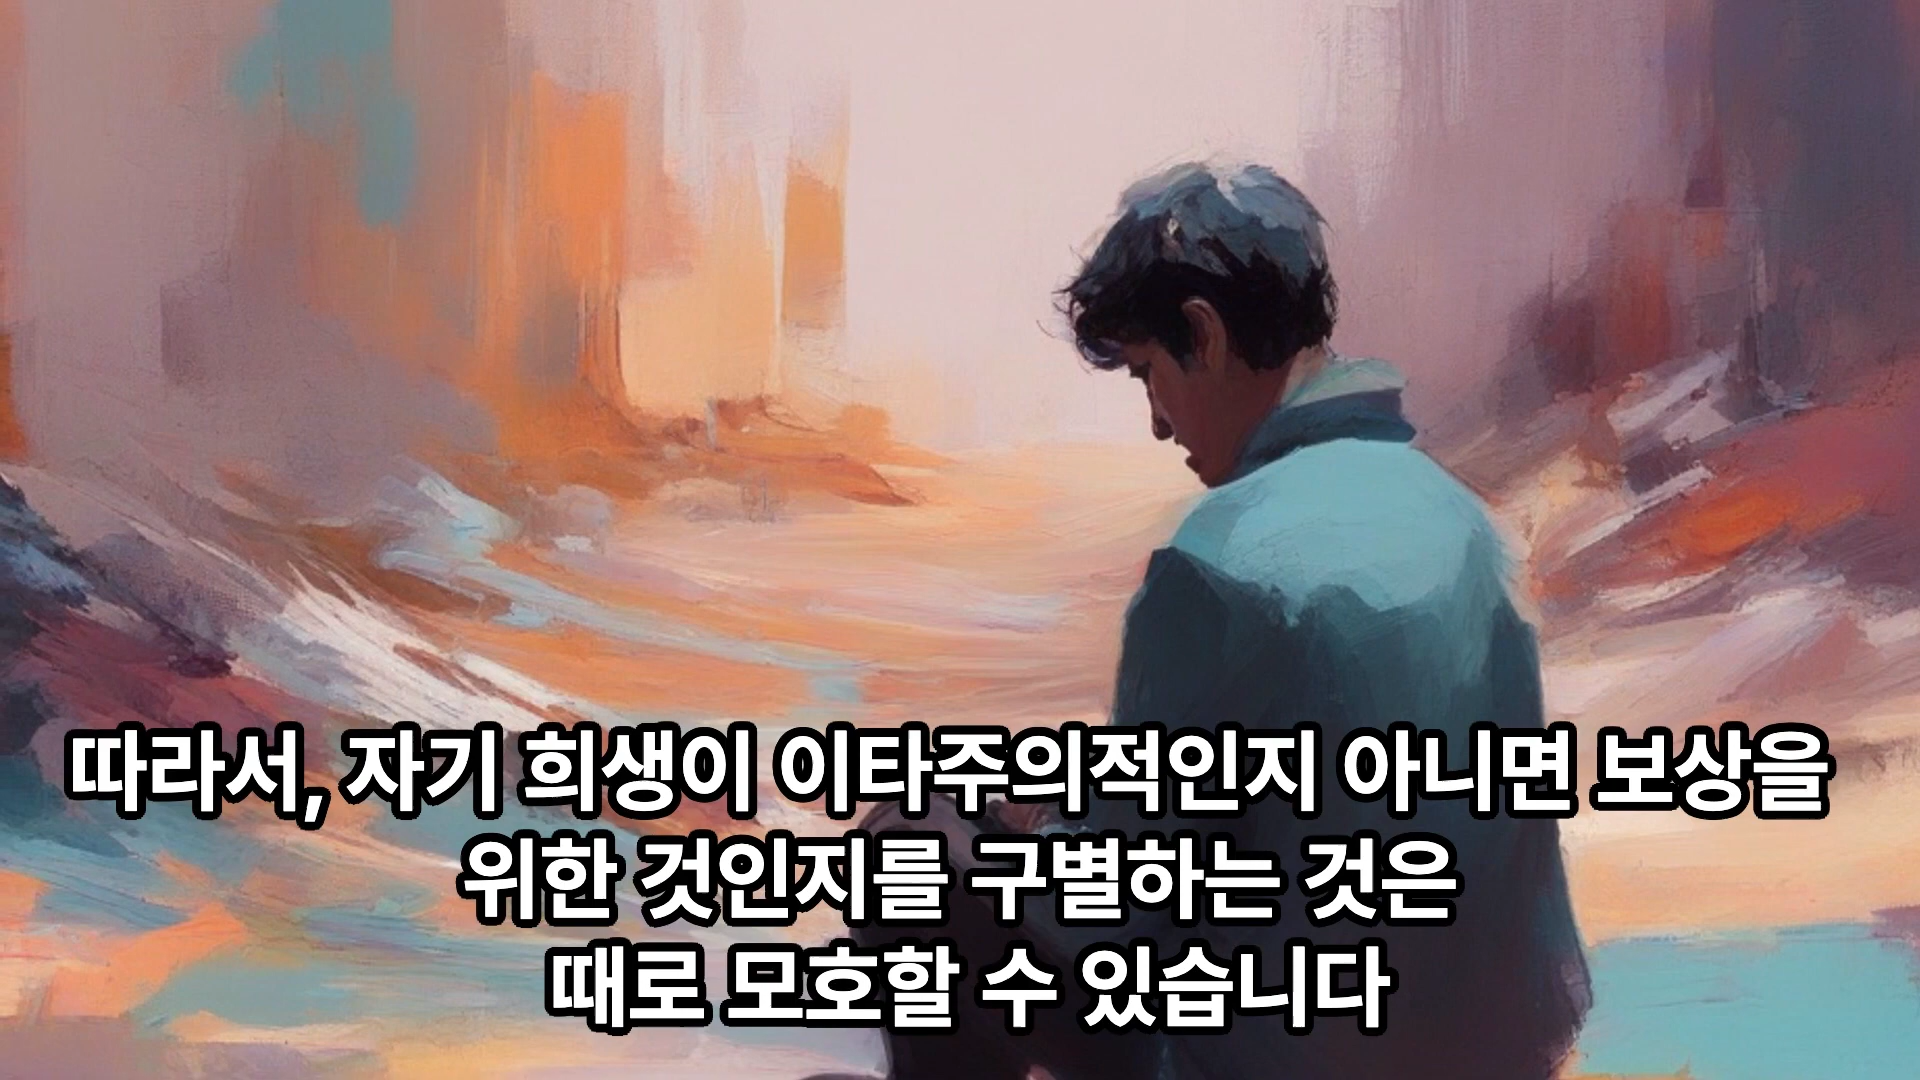 따라서, 자기 희생이 이타주의적인지 아니면 보상을
위한 것인지를 구별하는 것은
때로 모호할 수 있습니다